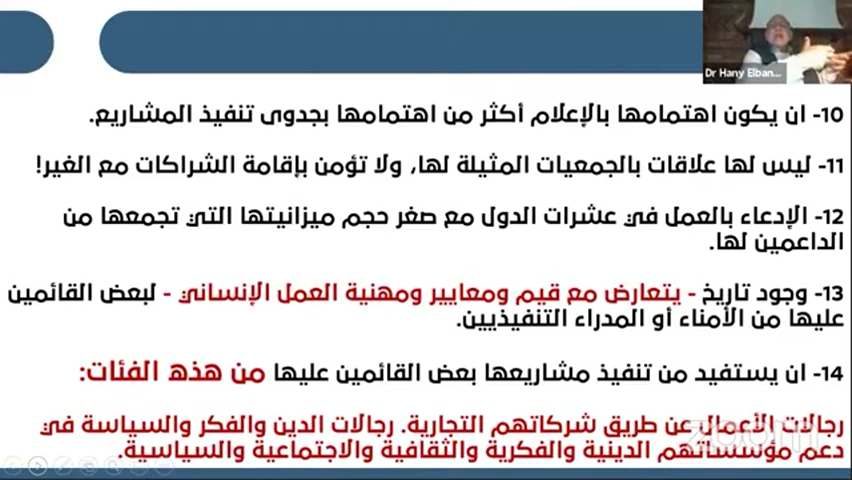 Dr Hany Elban...
10- ان يكون اهتمامها بالإعلام أكثر من اهتمامها بجدوى تنفيذ المشاريع.
11- ليس لها علاقات بالجمعيات المثيلة لها، ولا تؤمن بإقامة الشراكات مع الغير!
12- الإدعاء بالعمل في عشرات الدول مع صغر حجم ميزانيتها التي تجمعها من
الداعمين لها.
13- وجود تاريخ - يتعارض مع قيم ومعايير ومهنية العمل الإنساني - لبعض القائمين
عليها من الأمناء أو المدراء التنفيذيين.
14- ان يستفيد من تنفيذ مشاريعها بعض القائمين عليها من هذه الفئات:
رجالات الأعمال عن طريق شركاتهم التجارية. رجالات الدين والفكر والسياسة في
دعم مؤسساتهم الدينية والفكرية والثقافية والاجتماعية والسياسية.
zoom